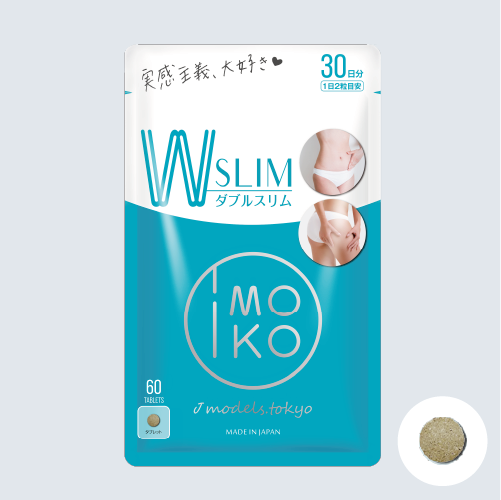 実感主義、大好き♥
30日分
1日2粒目安
W SLIM
ダブルスリム
MO
KO
60
TABLETS
タブレット
J models.tokyo
MADE IN JAPAN